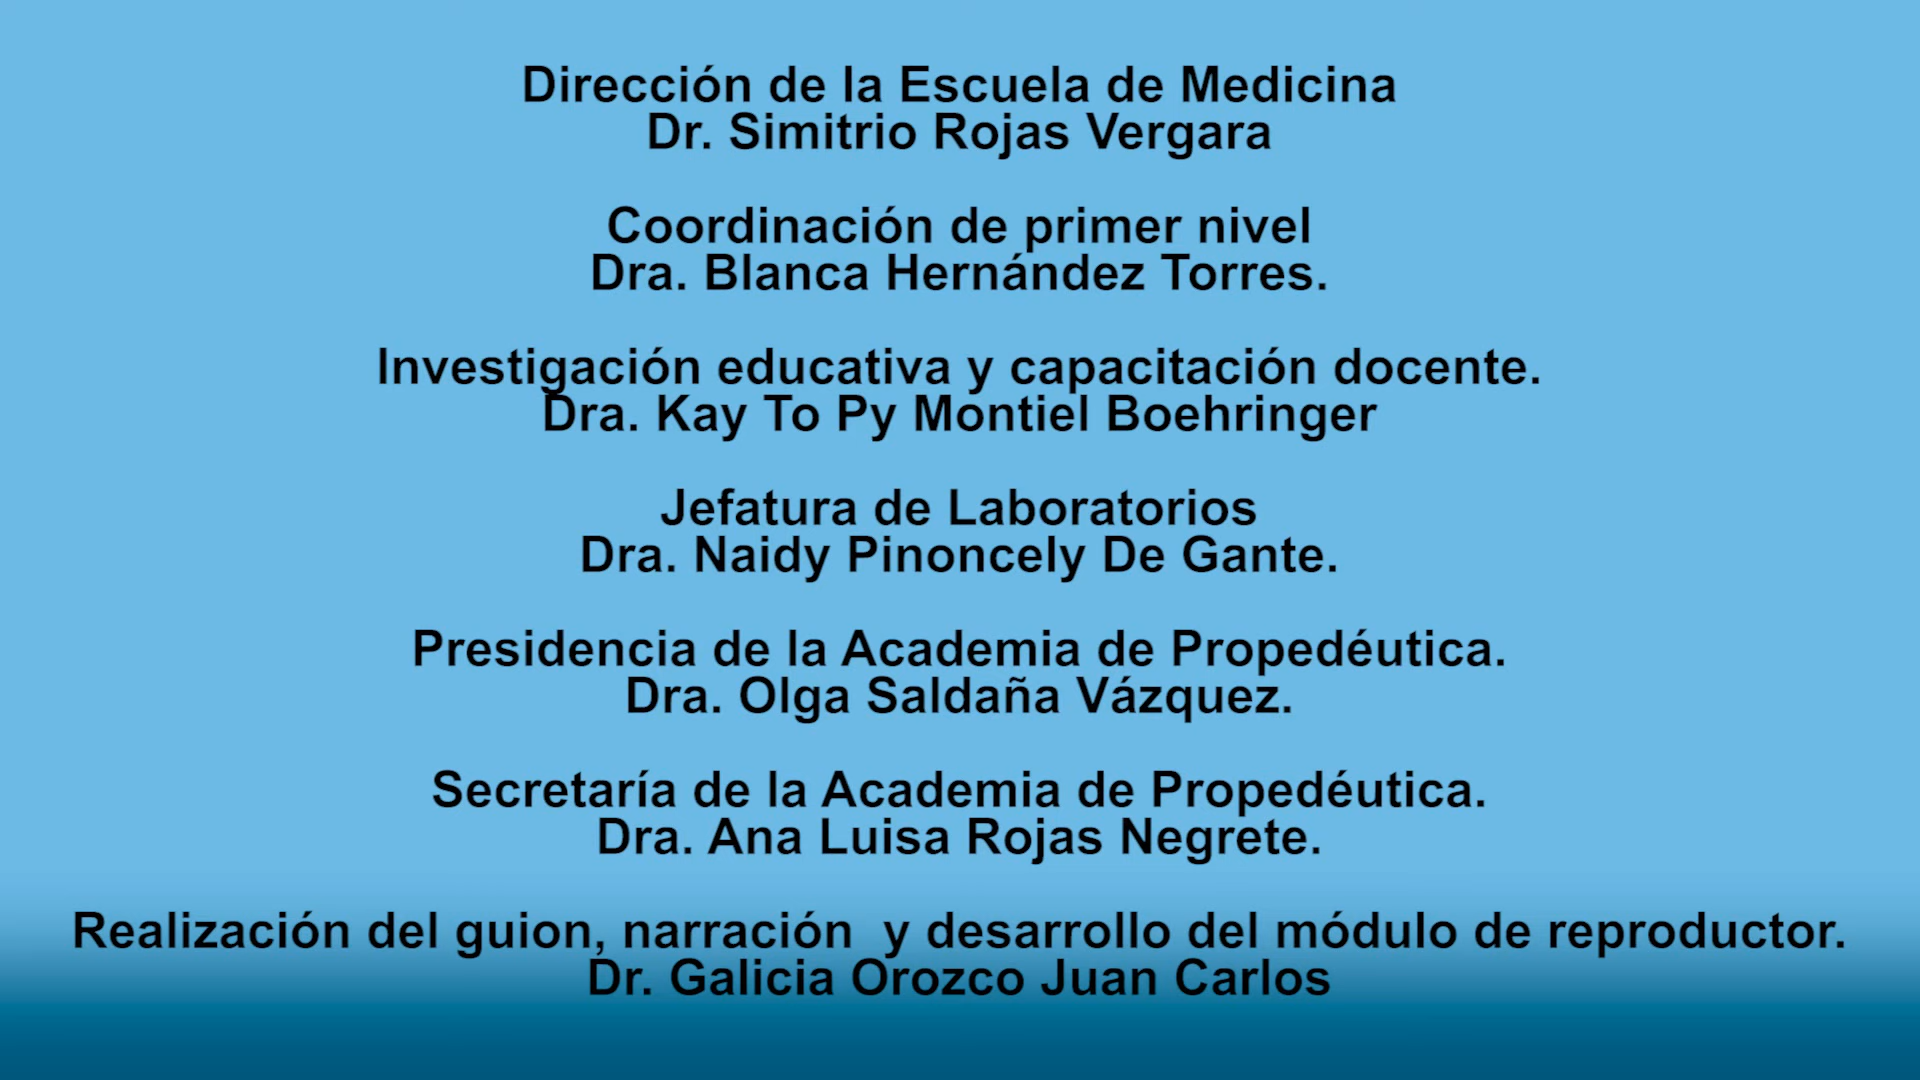 Dirección de la Escuela de Medicina
Dr. Simitrio Rojas Vergara
Coordinación de primer nivel
Dra. Blanca Hernández Torres.
Investigación educativa y capacitación docente.
Dra. Kay To Py Montiel Boehringer
Jefatura de Laboratorios
Dra. Naidy Pinoncely De Gante.
Presidencia de la Academia de Propedéutica.
Dra. Olga Saldaña Vázquez.
Secretaría de la Academia de Propedéutica.
Dra. Ana Luisa Rojas Negrete.
Realización del guion, narración  y desarrollo del módulo de reproductor.
Dr. Galicia Orozco Juan Carlos